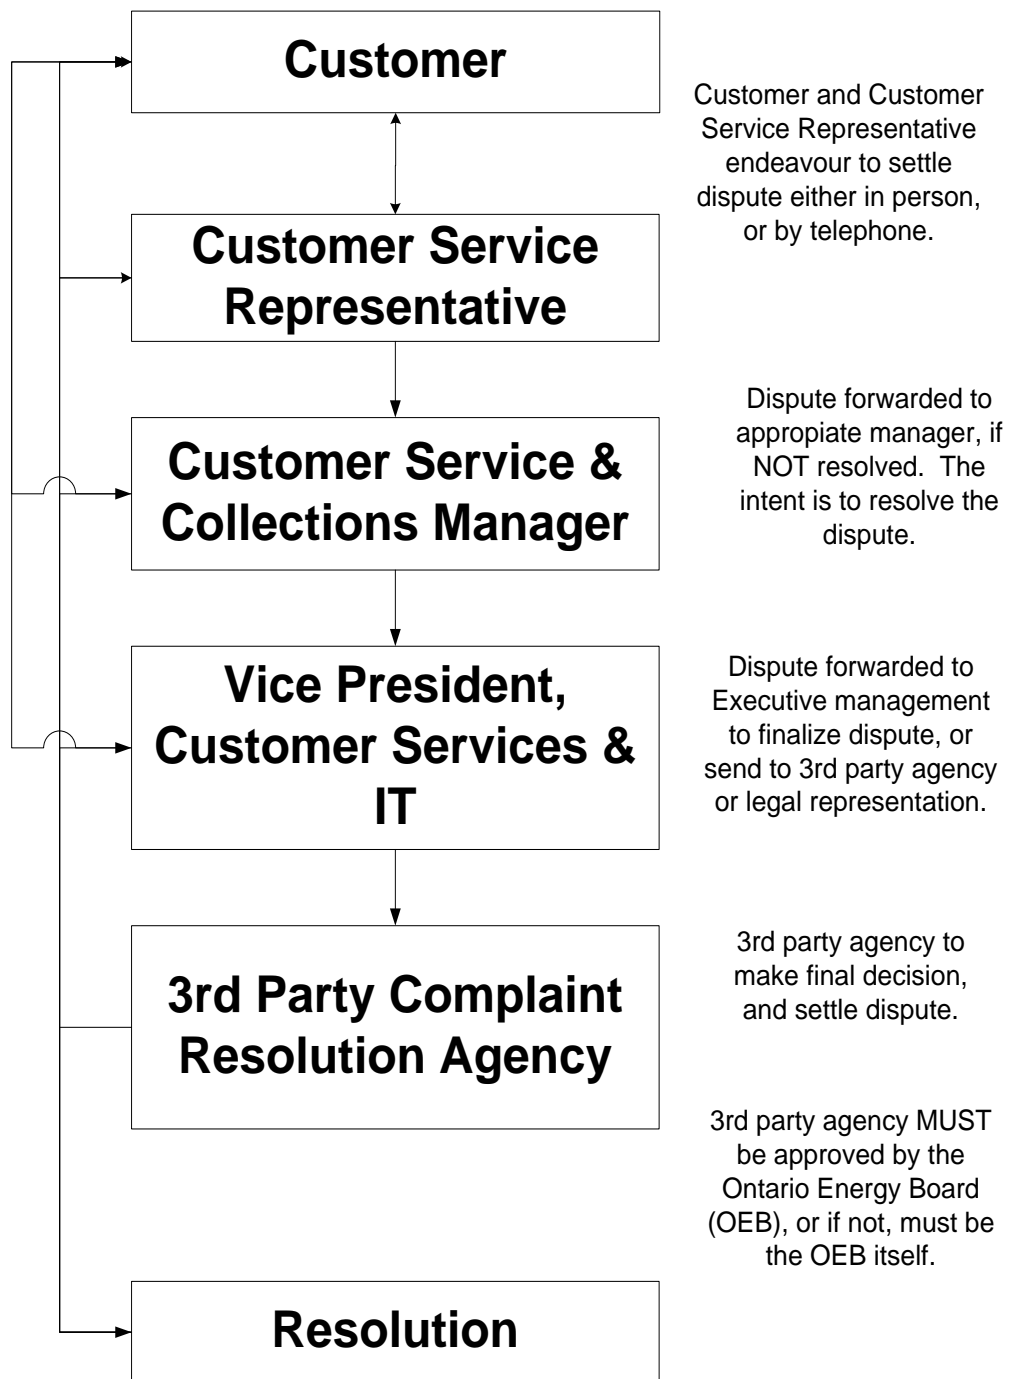 Customer
Customer and Customer
Service Representative
endeavour to settle
dispute either in person,
or by telephone.
Customer Service
Representative
Dispute forwarded to
appropiate manager, if
NOT resolved.  The
intent is to resolve the
dispute.
Customer Service &
Collections Manager
Vice President,
Customer Services &
IT
Dispute forwarded to
Executive management
to finalize dispute, or
send to 3rd party agency
or legal representation.
3rd Party Complaint
Resolution Agency
3rd party agency to
make final decision,
and settle dispute.
3rd party agency MUST
be approved by the
Ontario Energy Board
(OEB), or if not, must be
the OEB itself.
Resolution